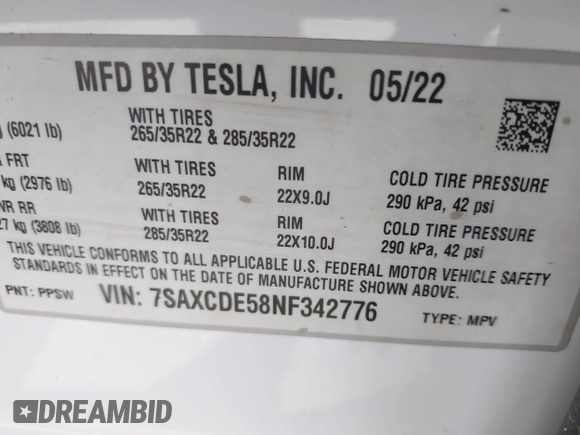 MFD BY TESLA, INC. 05/22
(6021 lb) WITH TIRES
265/35R22 & 285/35R22
FRT WITH TIRES RIM COLD TIRE PRESSURE
kg (2976 lb) 265/35R22 22X9.0J 290 kPa, 42 psi
WR RR WITH TIRES RIM COLD TIRE PRESSURE
27 kg (3808 lb) 285/35R22 22X10.0J 290 kPa, 42 psi
THIS VEHICLE CONFORMS TO ALL APPLICABLE U.S. FEDERAL MOTOR VEHICLE SAFETY
STANDARDS IN EFFECT ON THE DATE OF MANUFACTURE SHOWN ABOVE.
PNT: PPSW VIN: 7SAXCDE58NF342776 TYPE: MPV
DREAMBID